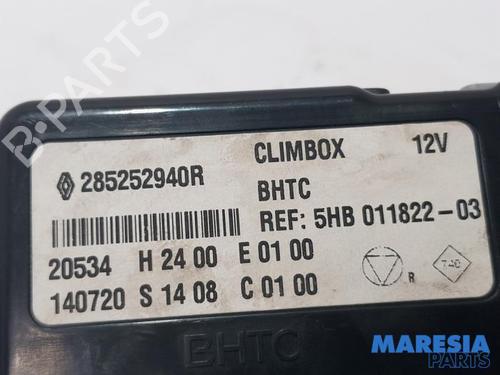 CLIMBOX 12V
285252940R
BHTC
REF: 5HB 011822-03
20534 H 24 00 E 01 00
140720 S 14 08 C 01 00
R
740
BHTC
B-PARTS
MARESIA
PARTS